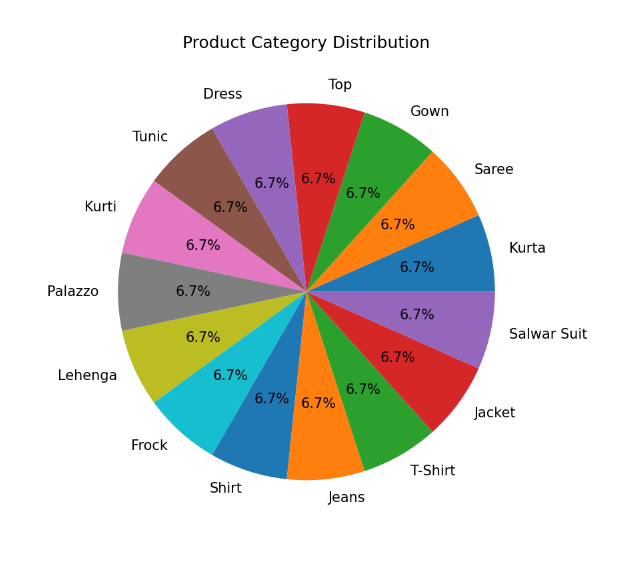 Product Category Distribution
Top
Dress
Gown
Tunic
Saree
6.7%
6.7%
6.7%
6.7%
6.7%
Kurti
Kurta
6.7%
6.7%
Palazzo
6.7%
6.7%
Salwar Suit
6.7%
6.7%
Lehenga
6.7%
6.7%
6.7%
6.7%
Jacket
Frock
T-Shirt
Shirt
Jeans